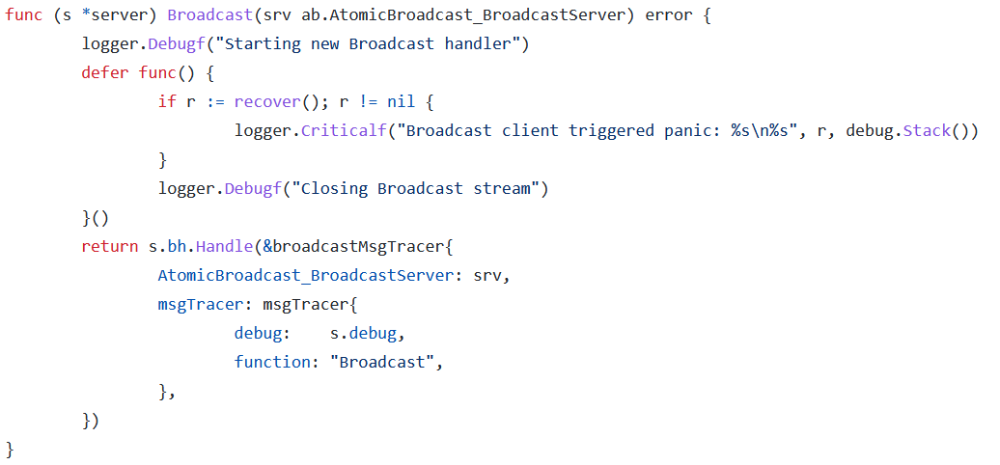 func (s *server) Broadcast(srv ab.AtomicBroadcast_BroadcastServer) error {
        logger.Debugf("Starting new Broadcast handler")
        defer func() {
                if r := recover(); r != nil {
                        logger.Criticalf("Broadcast client triggered panic: %s\n%s", r, debug.Stack())
                }
                logger.Debugf("Closing Broadcast stream")
        }()
        return s.bh.Handle(&broadcastMsgTracer{
                AtomicBroadcast_BroadcastServer: srv,
                msgTracer: msgTracer{
                        debug:    s.debug,
                        function: "Broadcast",
                },
        })
}